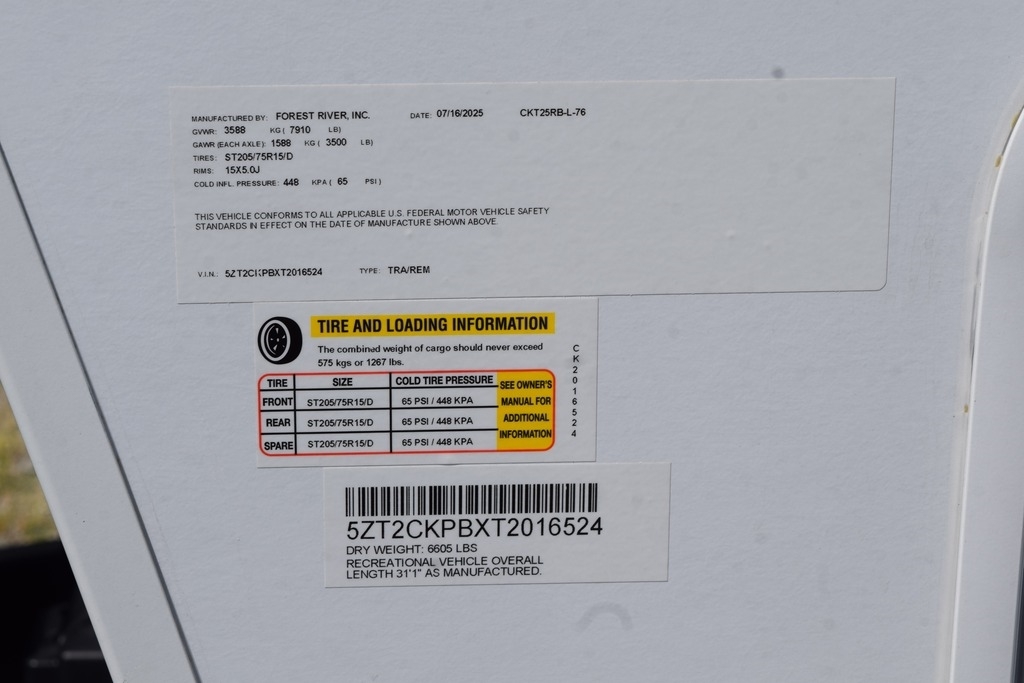 MANUFACTURED BY: FOREST RIVER, INC. DATE: 07/16/2025 CKT25RB-L-76
GVWR: 3588 KG ( 7910 LB)
GAWR (EACH AXLE): 1588 KG ( 3500 LB)
TIRES: ST205/75R15/D
RIMS: 15X5.0J
COLD INFL. PRESSURE: 448 KPA ( 65 PSI )
THIS VEHICLE CONFORMS TO ALL APPLICABLE U.S. FEDERAL MOTOR VEHICLE SAFETY
STANDARDS IN EFFECT ON THE DATE OF MANUFACTURE SHOWN ABOVE.
V.I.N.: 5ZT2CKPBXT2016524 TYPE: TRA/REM
TIRE AND LOADING INFORMATION
The combined weight of cargo should never exceed
575 kgs or 1267 lbs.
TIRE SIZE COLD TIRE PRESSURE
FRONT ST205/75R15/D 65 PSI / 448 KPA
REAR ST205/75R15/D 65 PSI / 448 KPA
SPARE ST205/75R15/D 65 PSI / 448 KPA
SEE OWNER'S
MANUAL FOR
ADDITIONAL
INFORMATION
CK2016524
5ZT2CKPBXT2016524
DRY WEIGHT: 6605 LBS
RECREATIONAL VEHICLE OVERALL
LENGTH 31'1" AS MANUFACTURED.